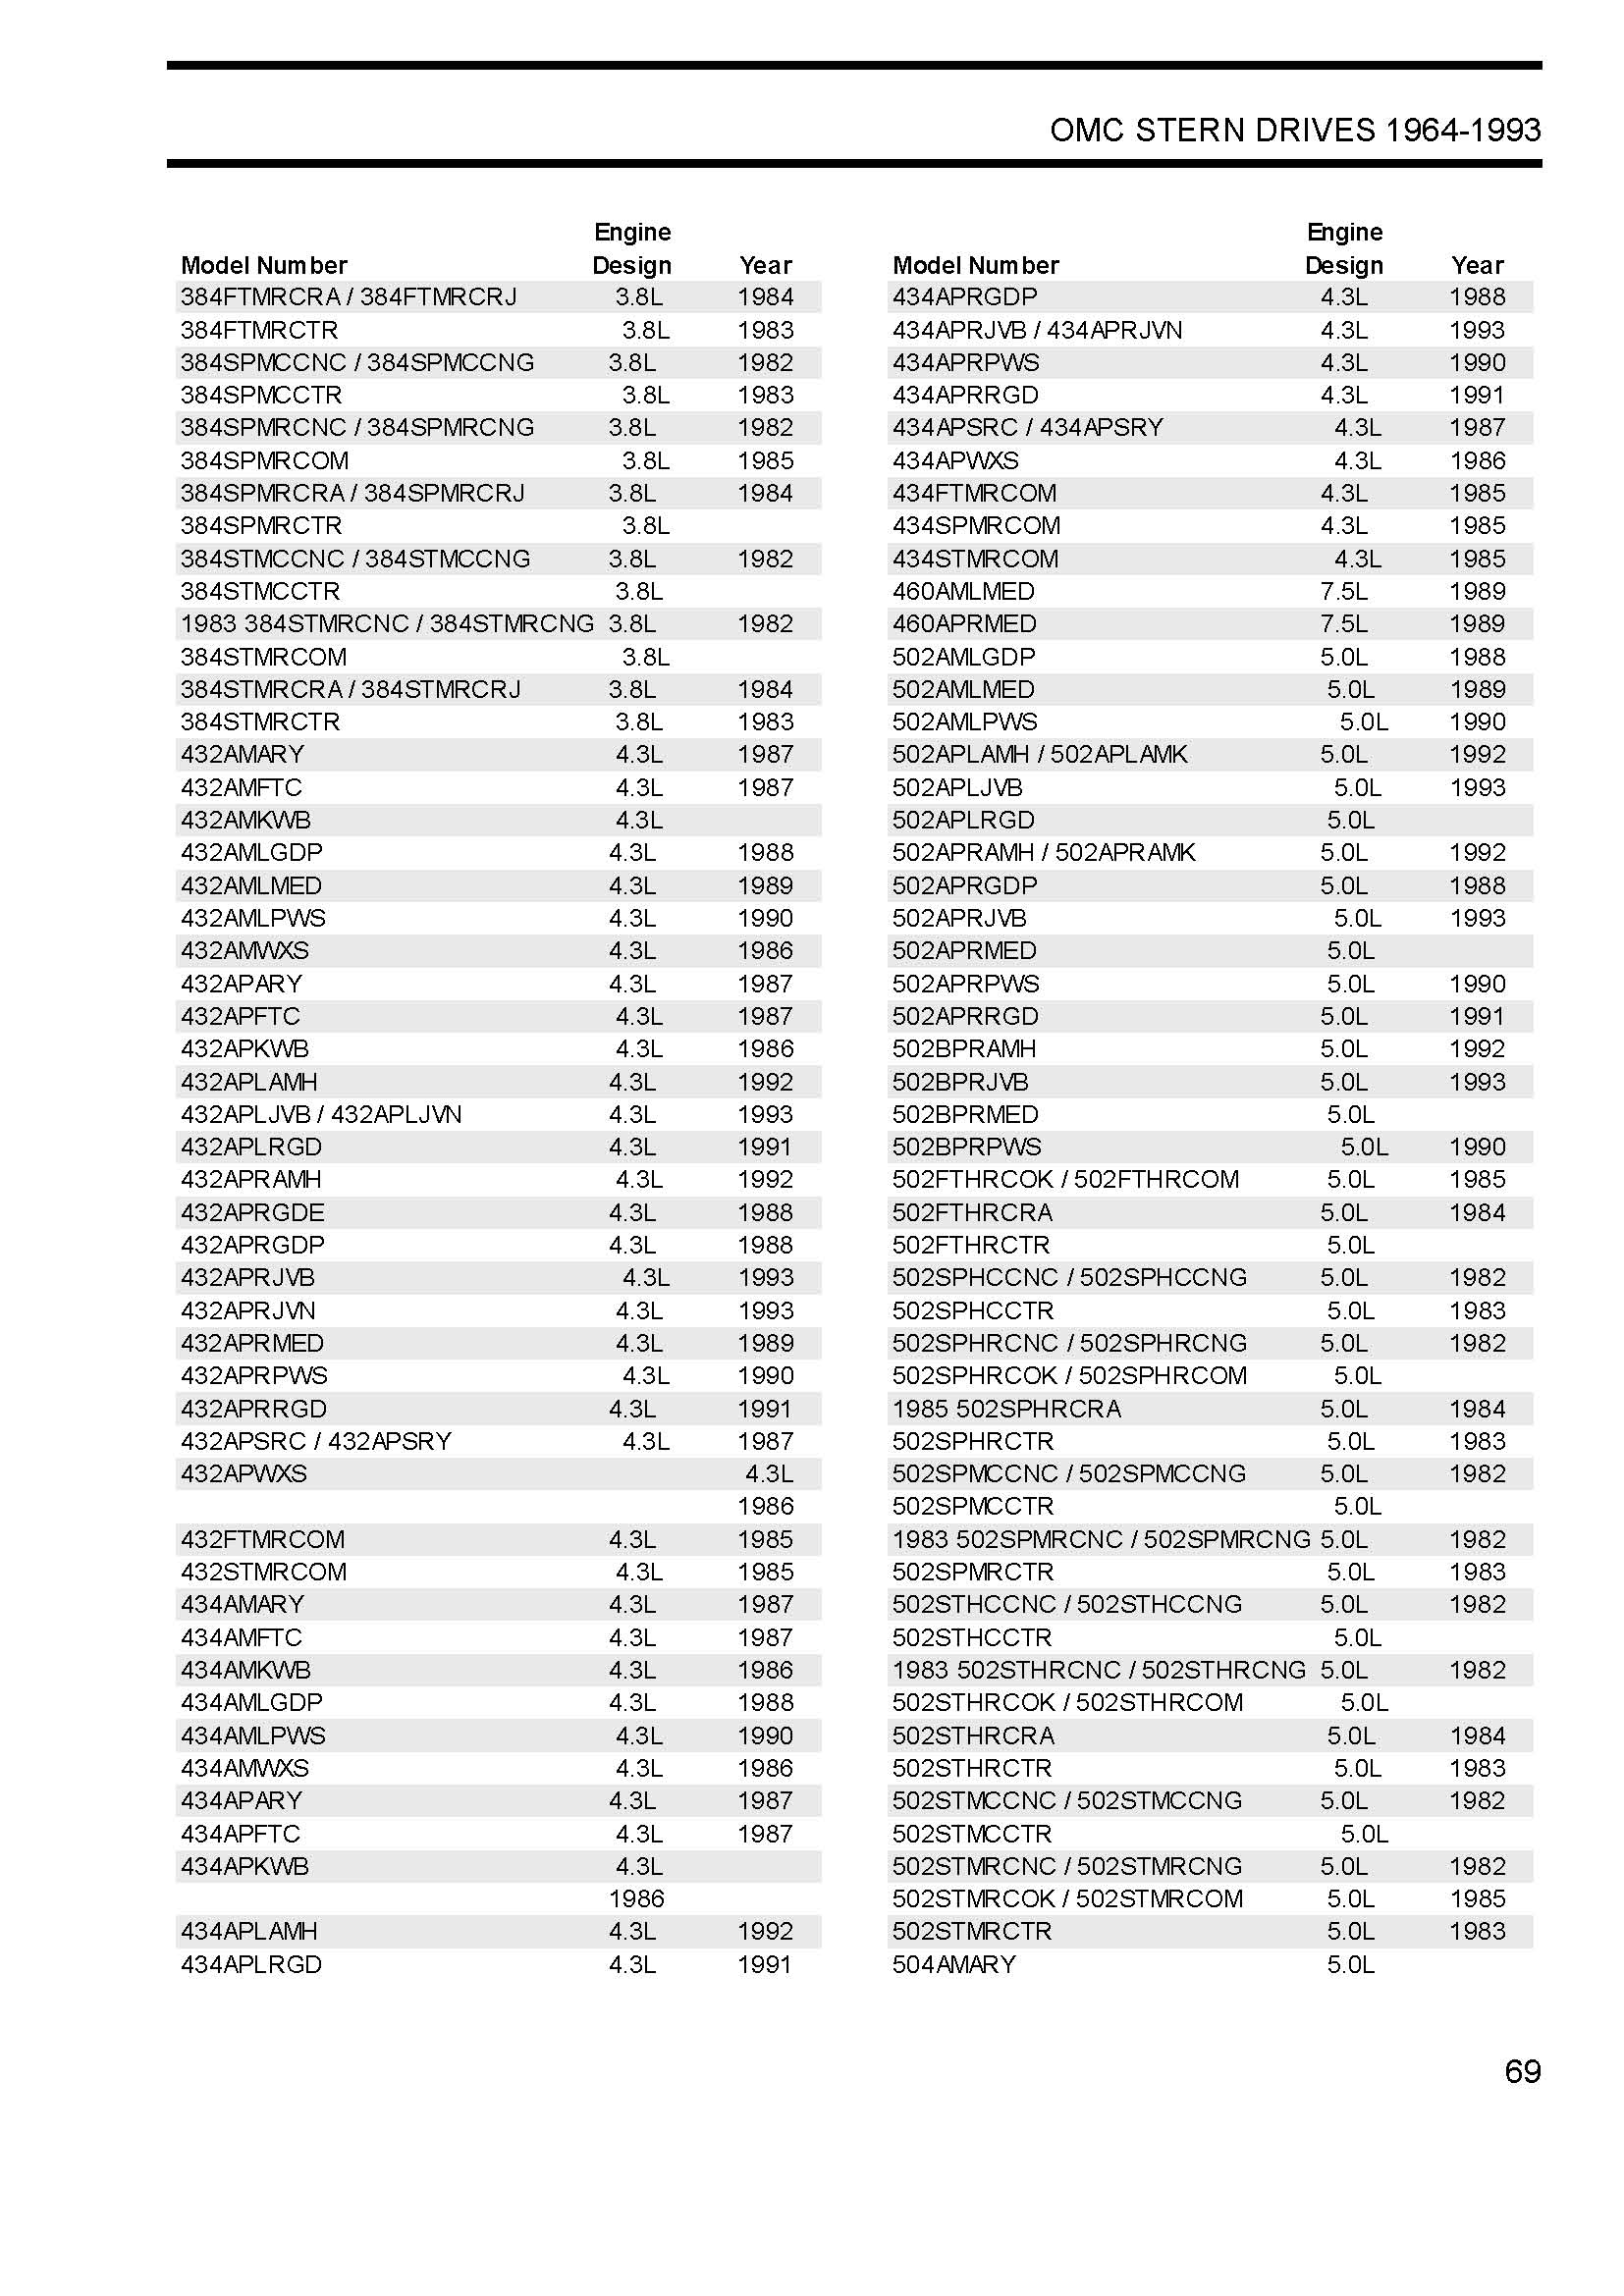 OMC STERN DRIVES 1964-1993
Engine
Model Number Design Year
384FTMRCRA / 384FTMRCRJ 3.8L 1984
384FTMRCTR 3.8L 1983
384SPMCCNC / 384SPMCCNG 3.8L 1982
384SPMCCTR 3.8L 1983
384SPMRCNC / 384SPMRCNG 3.8L 1982
384SPMRCOM 3.8L 1985
384SPMRCRA / 384SPMRCRJ 3.8L 1984
384SPMRCTR 3.8L
384STMCCNC / 384STMCCNG 3.8L 1982
384STMCCTR 3.8L
1983 384STMRCNC / 384STMRCNG 3.8L 1982
384STMRCOM 3.8L
384STMRCRA / 384STMRCRJ 3.8L 1984
384STMRCTR 3.8L 1983
432AMARY 4.3L 1987
432AMFTC 4.3L 1987
432AMKWB 4.3L
432AMLGDP 4.3L 1988
432AMLMED 4.3L 1989
432AMLPWS 4.3L 1990
432AMWXS 4.3L 1986
432APARY 4.3L 1987
432APFTC 4.3L 1987
432APKWB 4.3L 1986
432APLAMH 4.3L 1992
432APLJVB / 432APLJVN 4.3L 1993
432APLRGD 4.3L 1991
432APRAMH 4.3L 1992
432APRGDE 4.3L 1988
432APRGDP 4.3L 1988
432APRJVB 4.3L 1993
432APRJVN 4.3L 1993
432APRMED 4.3L 1989
432APRPWS 4.3L 1990
432APRRGD 4.3L 1991
432APSRC / 432APSRY 4.3L 1987
432APWXS 4.3L
1986
432FTMRCOM 4.3L 1985
432STMRCOM 4.3L 1985
434AMARY 4.3L 1987
434AMFTC 4.3L 1987
434AMKWB 4.3L 1986
434AMLGDP 4.3L 1988
434AMLPWS 4.3L 1990
434AMWXS 4.3L 1986
434APARY 4.3L 1987
434APFTC 4.3L 1987
434APKWB 4.3L
1986
434APLAMH 4.3L 1992
434APLRGD 4.3L 1991
Engine
Model Number Design Year
434APRGDP 4.3L 1988
434APRJVB / 434APRJVN 4.3L 1993
434APRPWS 4.3L 1990
434APRRGD 4.3L 1991
434APSRC / 434APSRY 4.3L 1987
434APWXS 4.3L 1986
434FTMRCOM 4.3L 1985
434SPMRCOM 4.3L 1985
434STMRCOM 4.3L 1985
460AMLMED 7.5L 1989
460APRMED 7.5L 1989
502AMLGDP 5.0L 1988
502AMLMED 5.0L 1989
502AMLPWS 5.0L 1990
502APLAMH / 502APLAMK 5.0L 1992
502APLJVB 5.0L 1993
502APLRGD 5.0L
502APRAMH / 502APRAMK 5.0L 1992
502APRGDP 5.0L 1988
502APRJVB 5.0L 1993
502APRMED 5.0L
502APRPWS 5.0L 1990
502APRRGD 5.0L 1991
502BPRAMH 5.0L 1992
502BPRJVB 5.0L 1993
502BPRMED 5.0L
502BPRPWS 5.0L 1990
502FTHRCOK / 502FTHRCOM 5.0L 1985
502FTHRCRA 5.0L 1984
502FTHRCTR 5.0L
502SPHCCNC / 502SPHCCNG 5.0L 1982
502SPHCCTR 5.0L 1983
502SPHRCNC / 502SPHRCNG 5.0L 1982
502SPHRCOK / 502SPHRCOM 5.0L
1985 502SPHRCRA 5.0L 1984
502SPHRCTR 5.0L 1983
502SPMCCNC / 502SPMCCNG 5.0L 1982
502SPMCCTR 5.0L
1983 502SPMRCNC / 502SPMRCNG 5.0L 1982
502SPMRCTR 5.0L 1983
502STHCCNC / 502STHCCNG 5.0L 1982
502STHCCTR 5.0L
1983 502STHRCNC / 502STHRCNG 5.0L 1982
502STHRCOK / 502STHRCOM 5.0L
502STHRCRA 5.0L 1984
502STHRCTR 5.0L 1983
502STMCCNC / 502STMCCNG 5.0L 1982
502STMCCTR 5.0L
502STMRCNC / 502STMRCNG 5.0L 1982
502STMRCOK / 502STMRCOM 5.0L 1985
502STMRCTR 5.0L 1983
504AMARY 5.0L
69